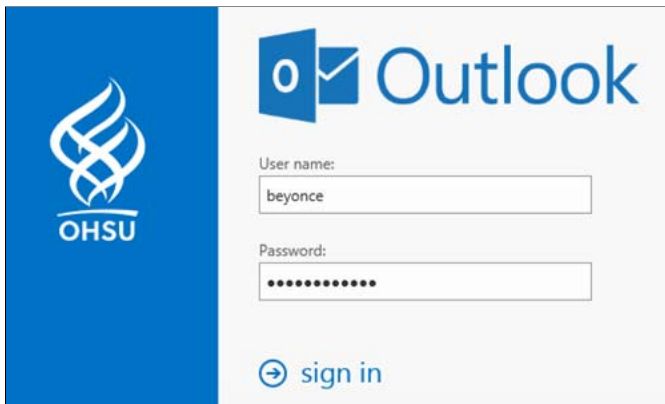 OHSU
Outlook
User name:
beyonce
Password:
••••••••••••
sign in